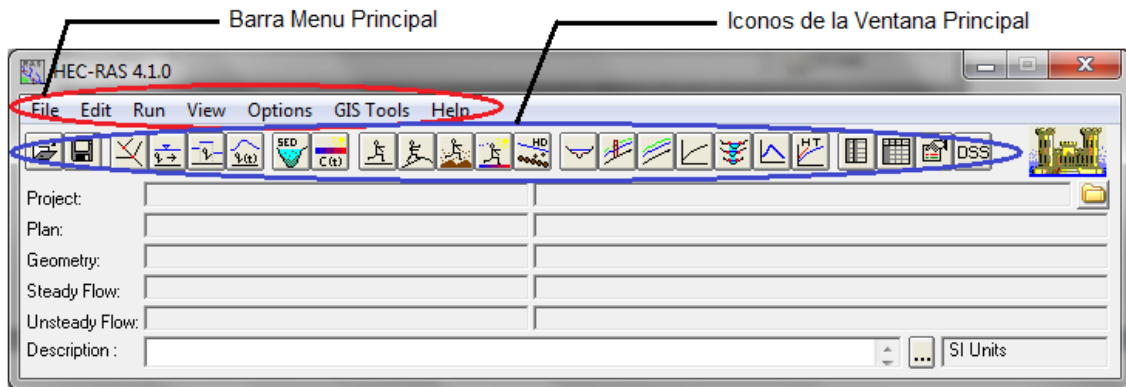 Barra Menu Principal
Iconos de la Ventana Principal
RAS
HEC-RAS 4.1.0
File Edit Run View Options GIS Tools Help
SED C(t) (t) HD HT DSS
Project:
Plan:
Geometry:
Steady Flow:
Unsteady Flow:
Description :
... SI Units